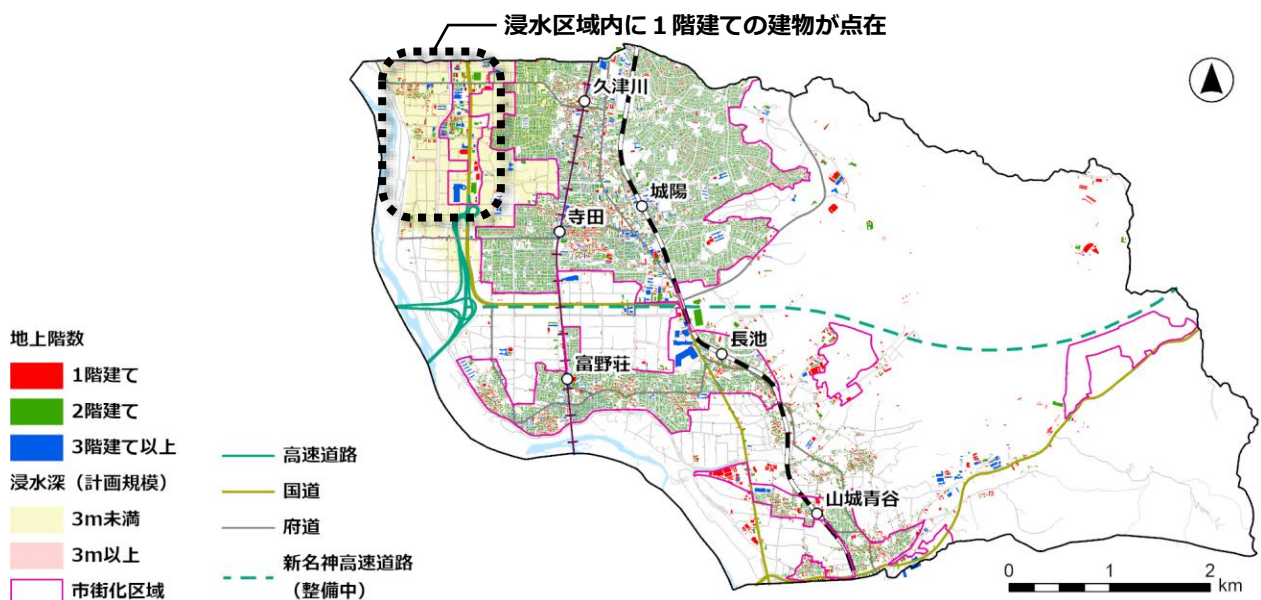 浸水区域内に１階建ての建物が点在
久津川
城陽
寺田
長池
富野荘
山城青谷
地上階数
1階建て
2階建て
3階建て以上
浸水深（計画規模）
3m未満
3m以上
市街化区域
高速道路
国道
府道
新名神高速道路
（整備中）
0 1 2 km